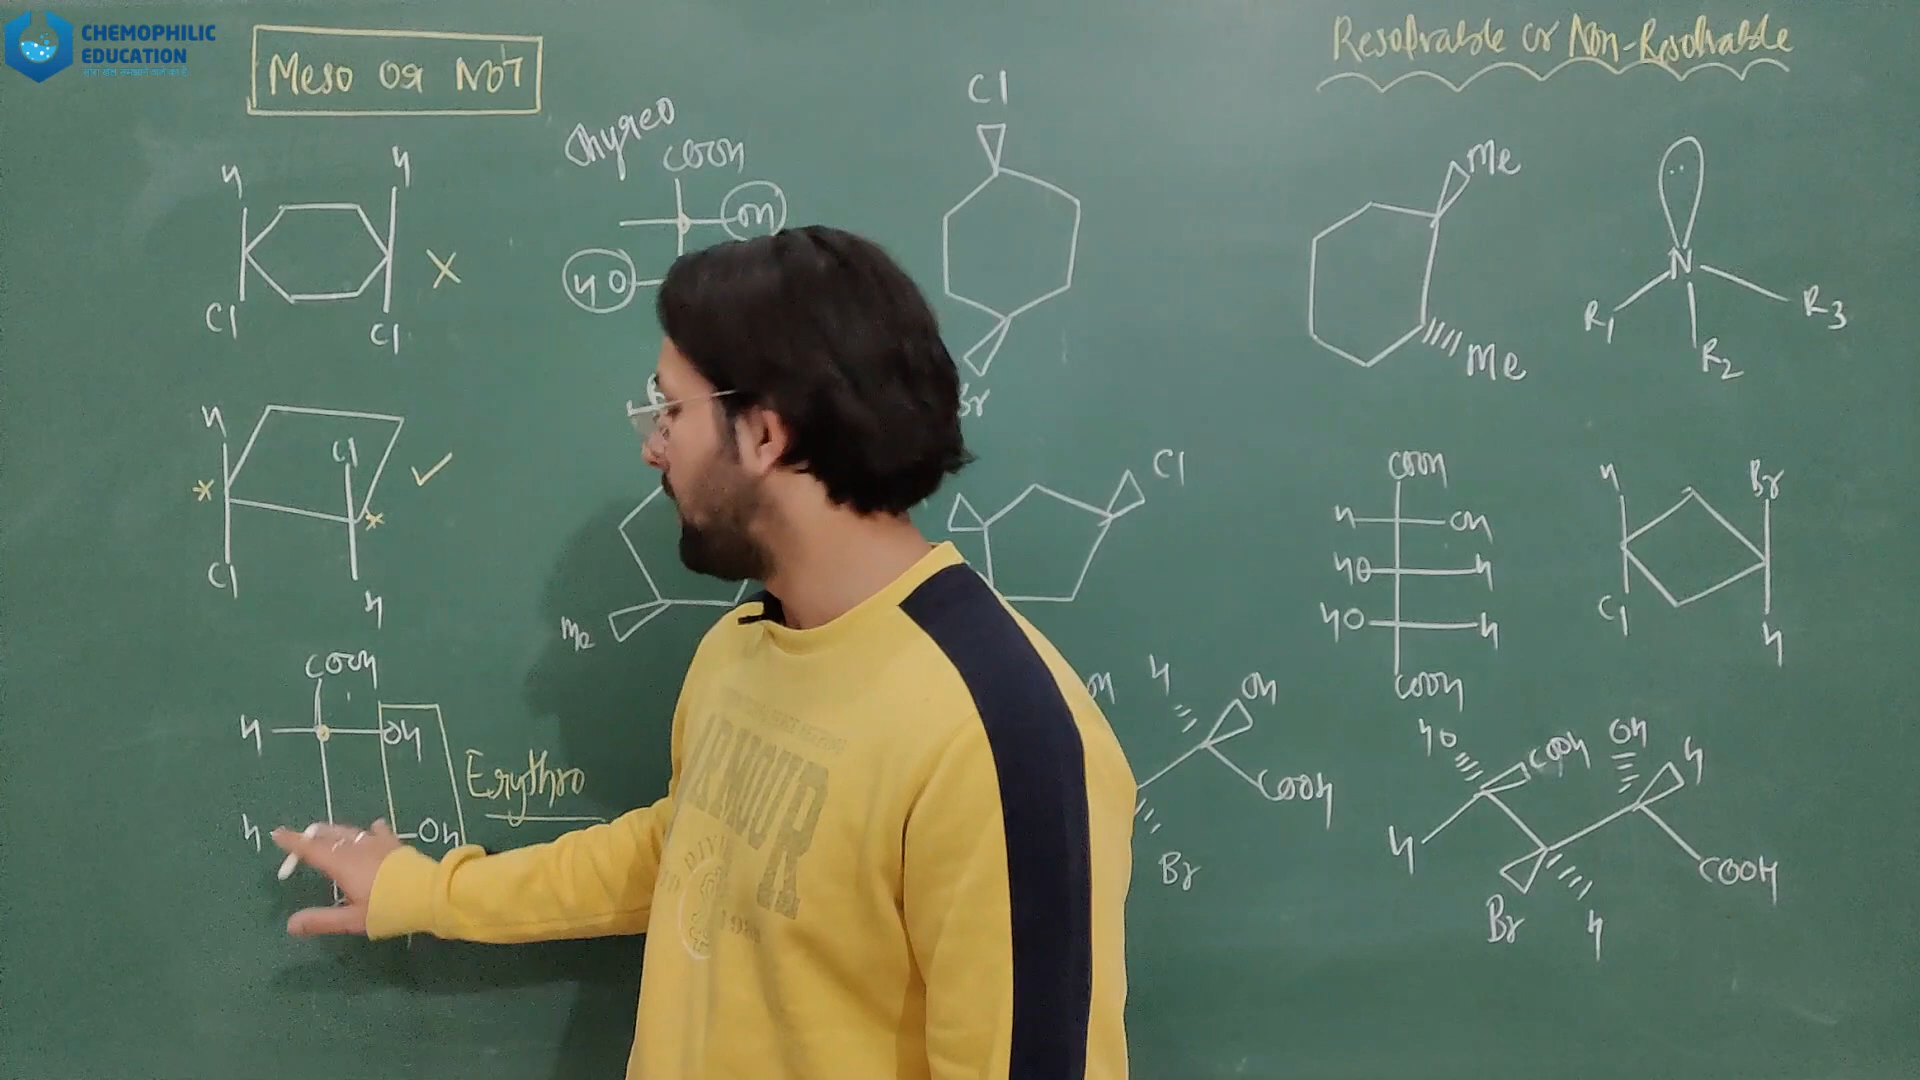 CHEMOPHILIC
EDUCATION
Meso or Not
Resolvable or Non-Resolvable
H
H
Cl
Cl
X
Threo
COOH
OH
HO
Cl
Br
Me
Me
N
R1
R2
R3
H
Cl
*
*
Cl
H
✓
Me
Cl
COOH
H
OH
HO
H
HO
H
COOH
H
Br
Cl
H
COOH
H
OH
Erythro
H
OH
OH
H
OH
COOH
Br
HO
COOH
OH
H
H
COOH
Br
H